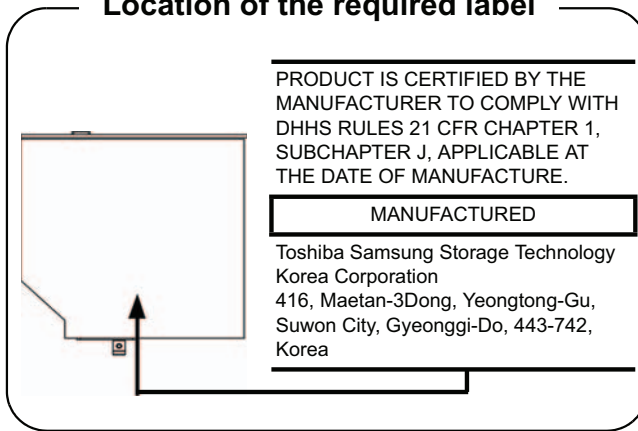 Location of the required label
PRODUCT IS CERTIFIED BY THE
MANUFACTURER TO COMPLY WITH
DHHS RULES 21 CFR CHAPTER 1,
SUBCHAPTER J, APPLICABLE AT
THE DATE OF MANUFACTURE.
MANUFACTURED
Toshiba Samsung Storage Technology
Korea Corporation
416, Maetan-3Dong, Yeongtong-Gu,
Suwon City, Gyeonggi-Do, 443-742,
Korea